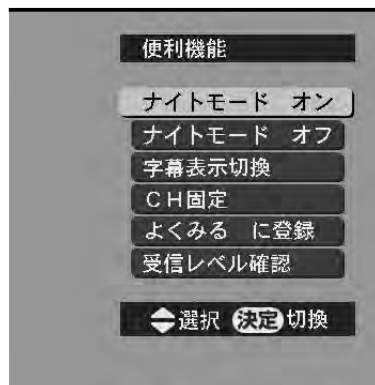 便利機能
ナイトモード　オン
ナイトモード　オフ
字幕表示切換
ＣＨ固定
よくみる　に登録
受信レベル確認
選択 決定 切換